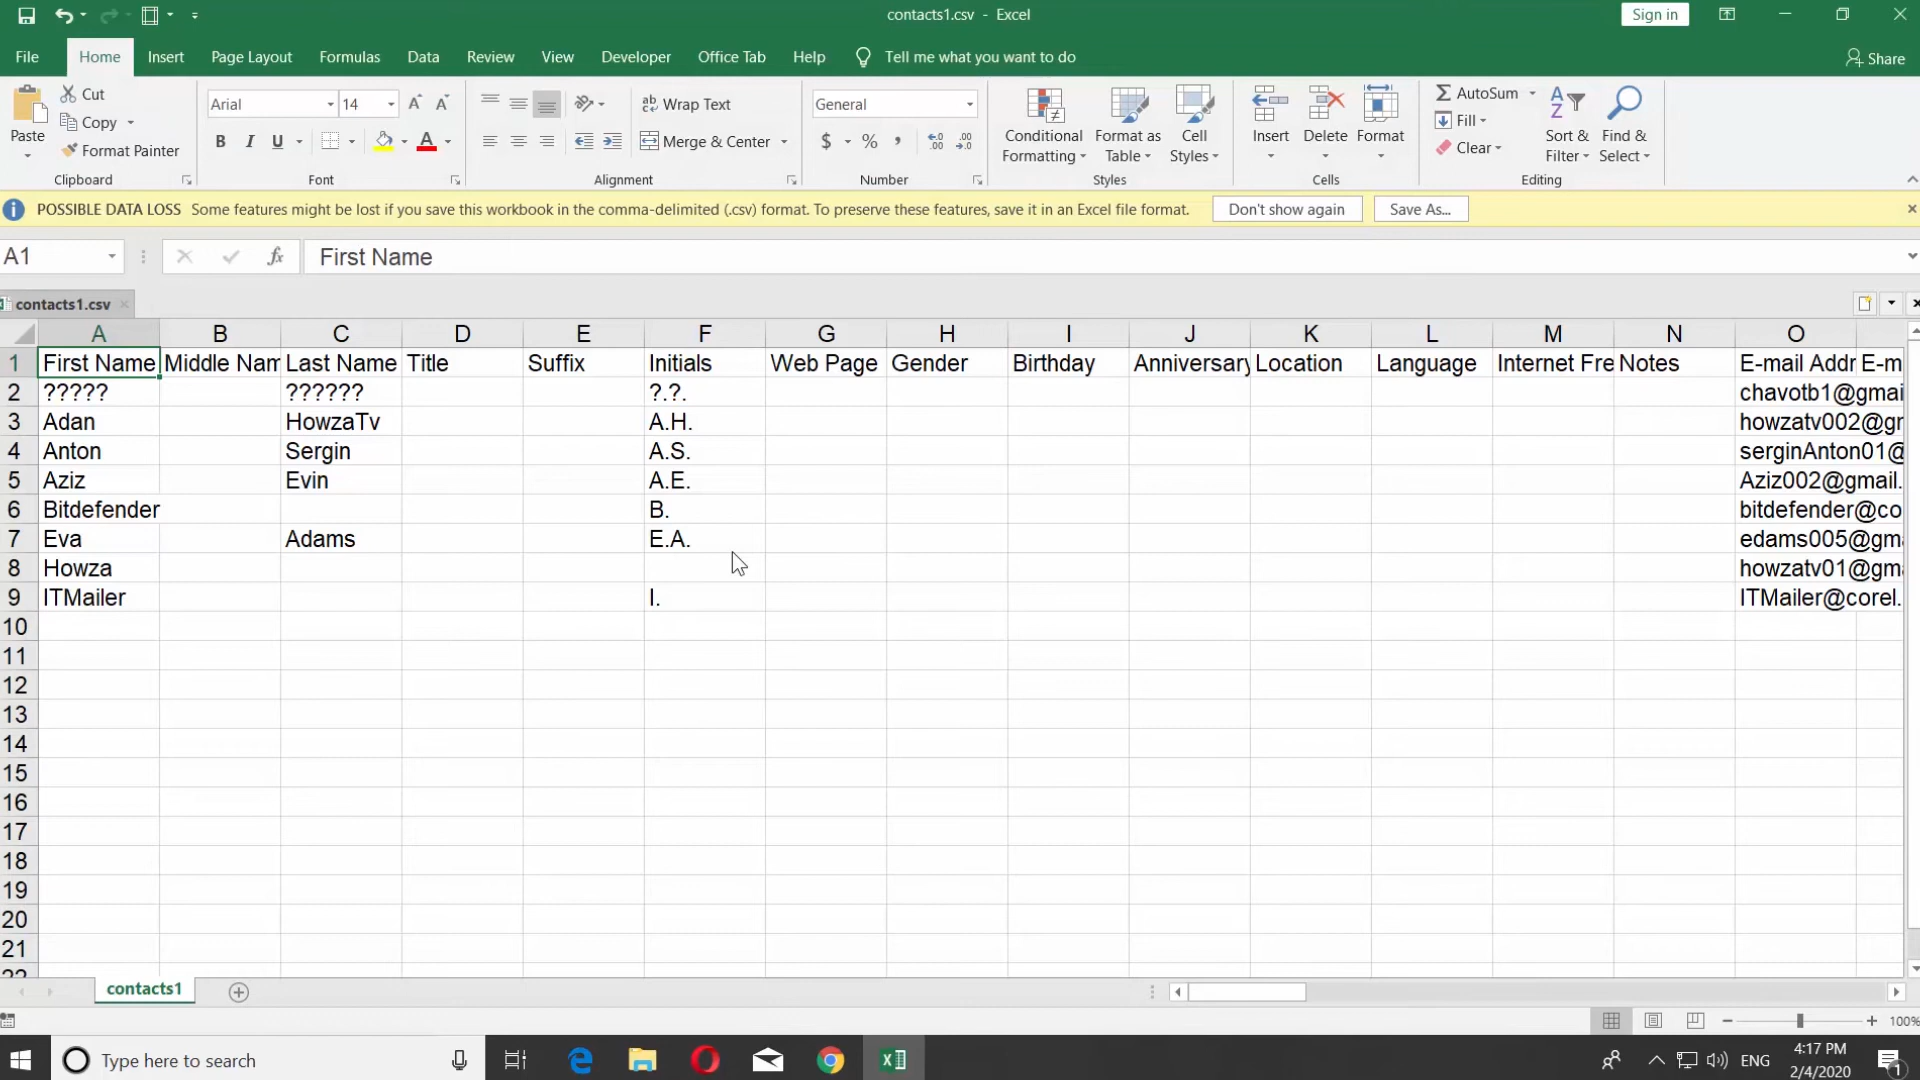 contacts1.csv - Excel
Sign in
File Home Insert Page Layout Formulas Data Review View Developer Office Tab Help Tell me what you want to do Share
Paste Cut Copy Format Painter
Clipboard
Arial 14
B I U A
Font
Wrap Text
Merge & Center
Alignment
General
$ %
Number
Conditional Formatting
Format as Table
Cell Styles
Styles
Insert Delete Format
Cells
AutoSum
Fill
Clear
Sort & Filter
Find & Select
Editing
POSSIBLE DATA LOSS Some features might be lost if you save this workbook in the comma-delimited (.csv) format. To preserve these features, save it in an Excel file format. Don't show again Save As...
A1 fx First Name
contacts1.csv
A B C D E F G H I J K L M N O
1 First Name Middle Nam Last Name Title Suffix Initials Web Page Gender Birthday Anniversary Location Language Internet Fre Notes E-mail Addr E-m
2 ????? ?????? ?.?. chavotb1@gmai
3 Adan HowzaTv A.H. howzatv002@gr
4 Anton Sergin A.S. serginAnton01@
5 Aziz Evin A.E. Aziz002@gmail.
6 Bitdefender B. bitdefender@co
7 Eva Adams E.A. edams005@gm
8 Howza howzatv01@gm
9 ITMailer I. ITMailer@corel.
10
11
12
13
14
15
16
17
18
19
20
21
22
contacts1
100%
Type here to search
ENG
4:17 PM
2/4/2020
1